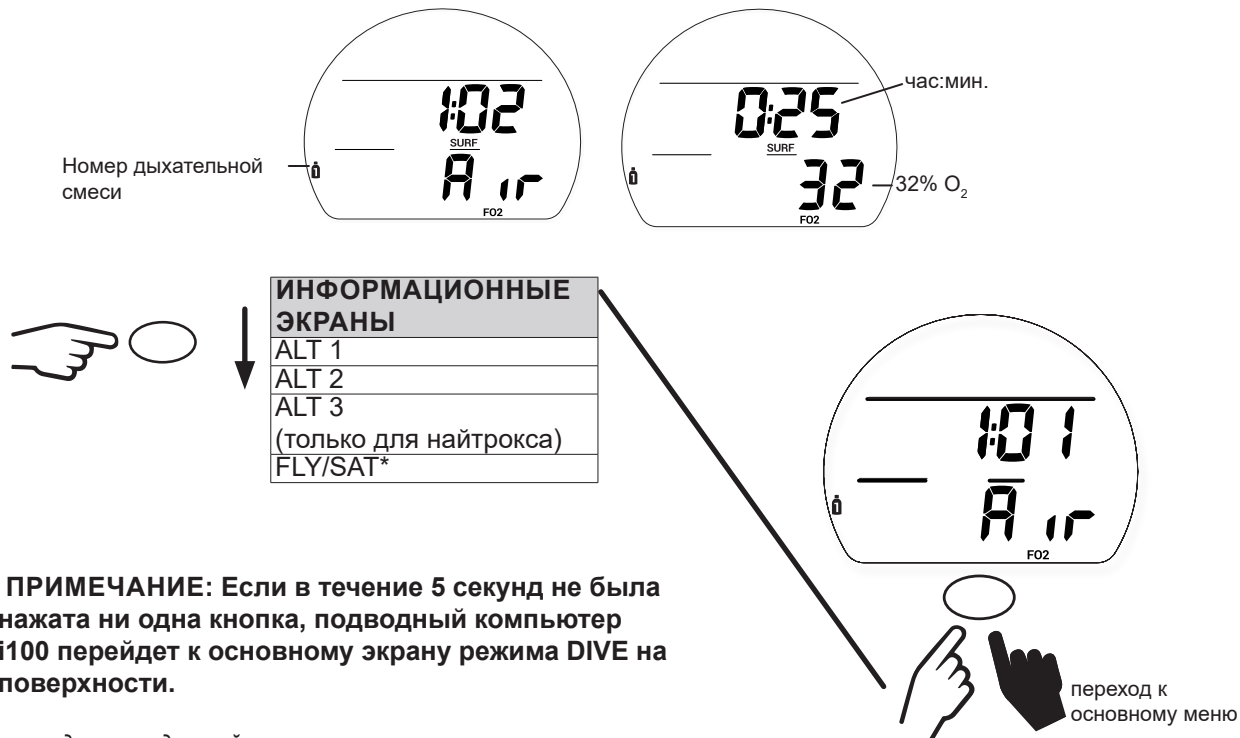 1:02
SURF
Air
FO2
Номер дыхательной
смеси
1
0:25
час:мин.
SURF
32
32% O₂
FO2
1
ИНФОРМАЦИОННЫЕ
ЭКРАНЫ
ALT 1
ALT 2
ALT 3
(только для найтрокса)
FLY/SAT*
1:01
Air
FO2
1
переход к
основному меню
ПРИМЕЧАНИЕ: Если в течение 5 секунд не была
нажата ни одна кнопка, подводный компьютер
i100 перейдет к основному экрану режима DIVE на
поверхности.